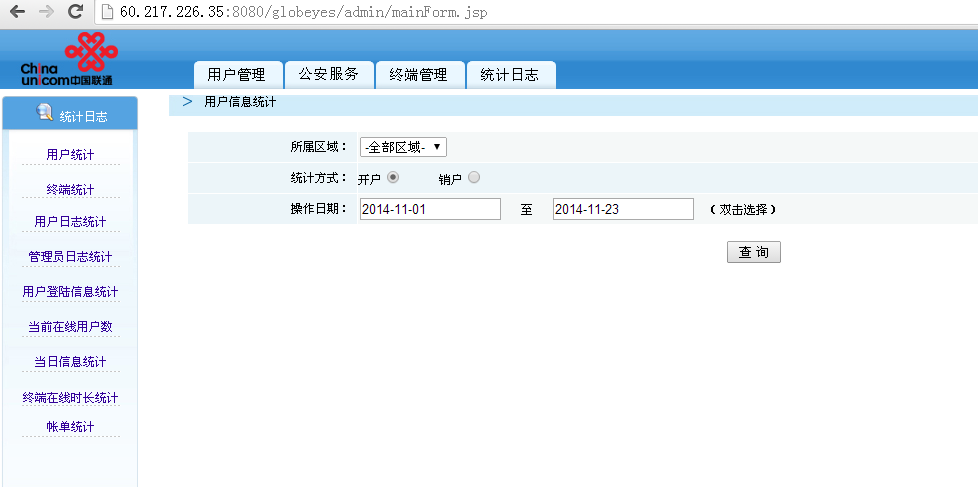 60.217.226.35:8080/globeyes/admin/mainForm.jsp
China unicom中国联通
用户管理 公安服务 终端管理 统计日志
> 用户信息统计
统计日志
用户统计
终端统计
用户日志统计
管理员日志统计
用户登陆信息统计
当前在线用户数
当日信息统计
终端在线时长统计
帐单统计
所属区域： -全部区域-
统计方式： 开户 销户
操作日期： 2014-11-01 至 2014-11-23 （双击选择）
查 询